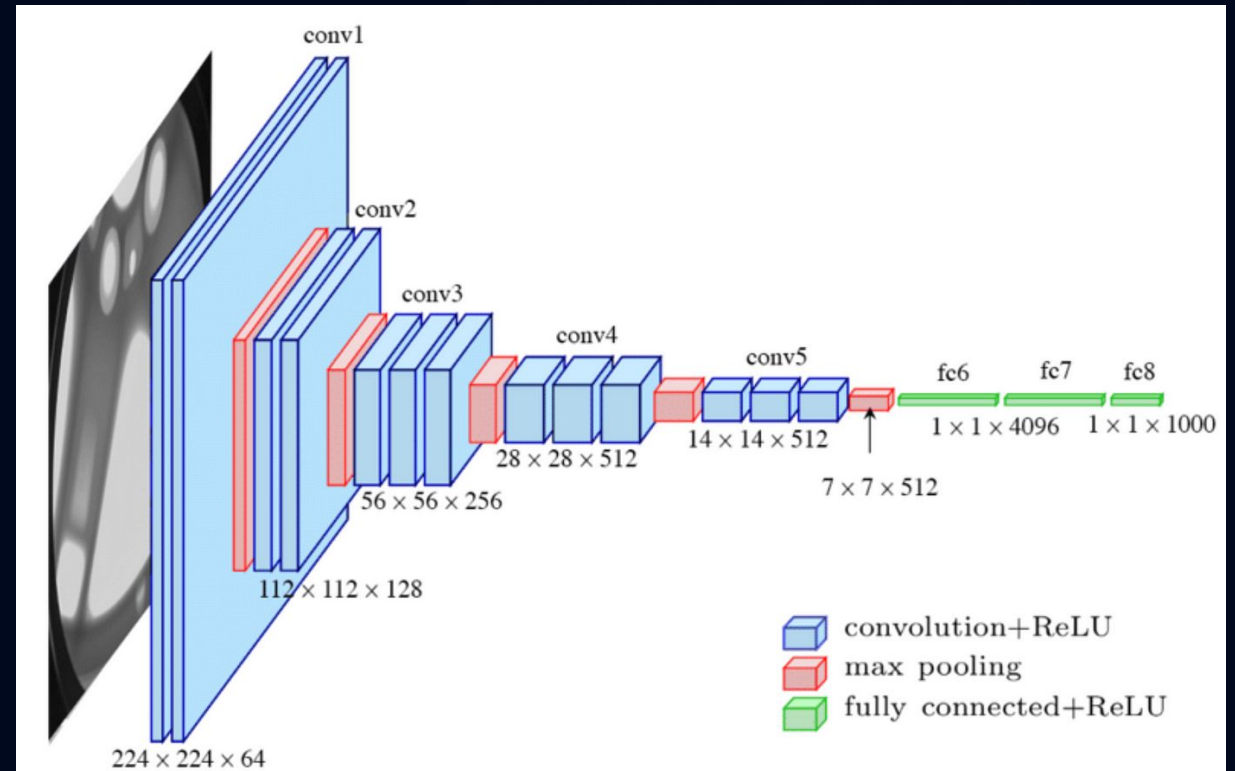 conv1
conv2
conv3
conv4
conv5
fc6
fc7
fc8
1 × 1 × 4096
1 × 1 × 1000
14 × 14 × 512
28 × 28 × 512
7 × 7 × 512
56 × 56 × 256
112 × 112 × 128
224 × 224 × 64
convolution+ReLU
max pooling
fully connected+ReLU